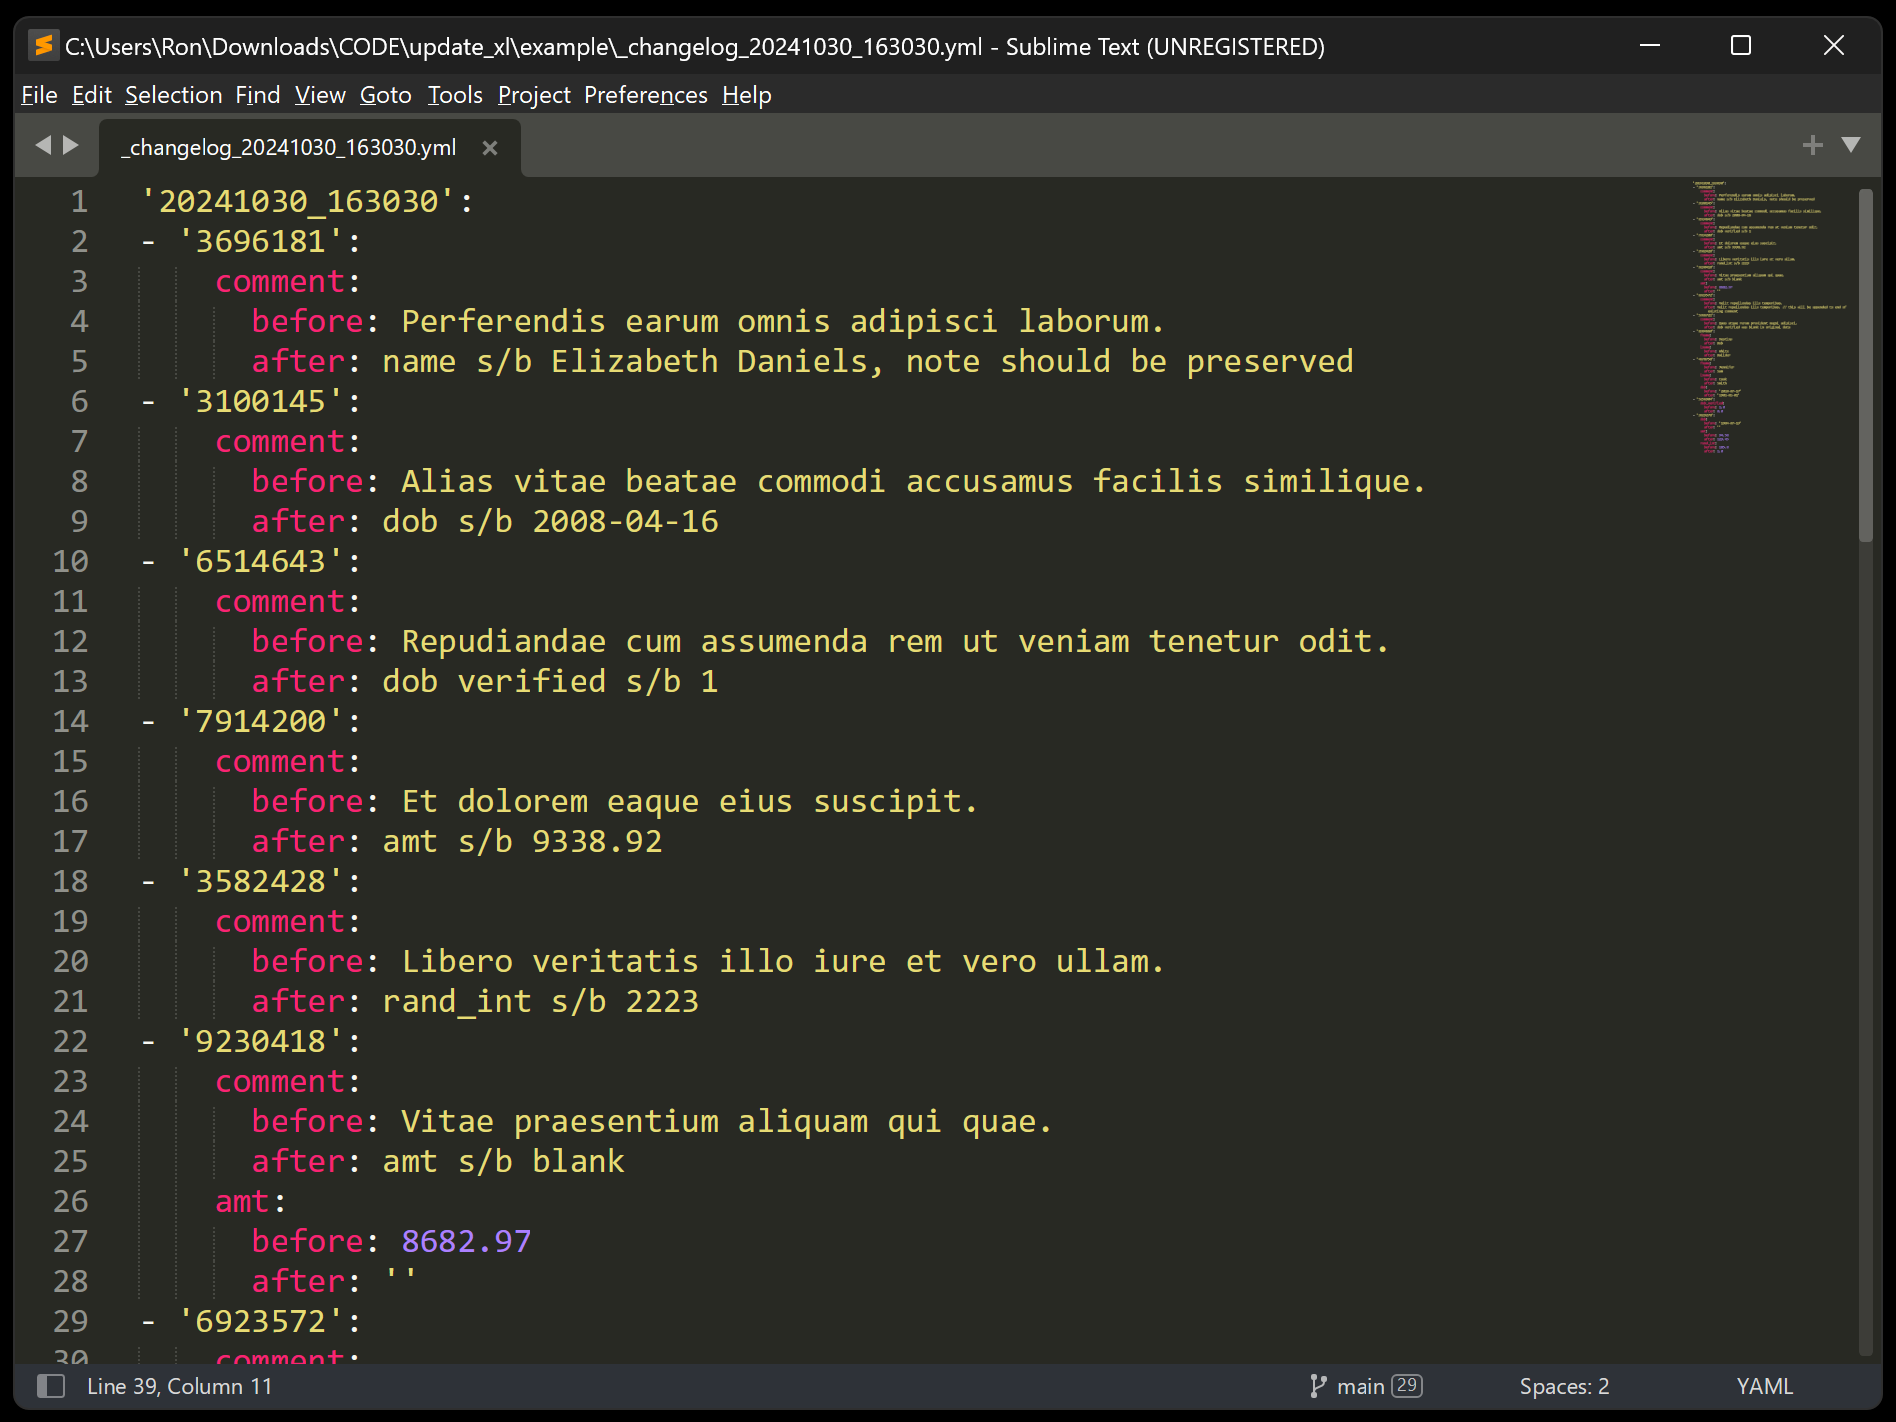 C:\Users\Ron\Downloads\CODE\update_xl\example\_changelog_20241030_163030.yml - Sublime Text (UNREGISTERED)
File Edit Selection Find View Goto Tools Project Preferences Help
_changelog_20241030_163030.yml
1 '20241030_163030':
2 - '3696181':
3 comment:
4 before: Perferendis earum omnis adipisci laborum.
5 after: name s/b Elizabeth Daniels, note should be preserved
6 - '3100145':
7 comment:
8 before: Alias vitae beatae commodi accusamus facilis similique.
9 after: dob s/b 2008-04-16
10 - '6514643':
11 comment:
12 before: Repudiandae cum assumenda rem ut veniam tenetur odit.
13 after: dob verified s/b 1
14 - '7914200':
15 comment:
16 before: Et dolorem eaque eius suscipit.
17 after: amt s/b 9338.92
18 - '3582428':
19 comment:
20 before: Libero veritatis illo iure et vero ullam.
21 after: rand_int s/b 2223
22 - '9230418':
23 comment:
24 before: Vitae praesentium aliquam qui quae.
25 after: amt s/b blank
26 amt:
27 before: 8682.97
28 after: ''
29 - '6923572':
30 comment:
Line 39, Column 11 main 29 Spaces: 2 YAML